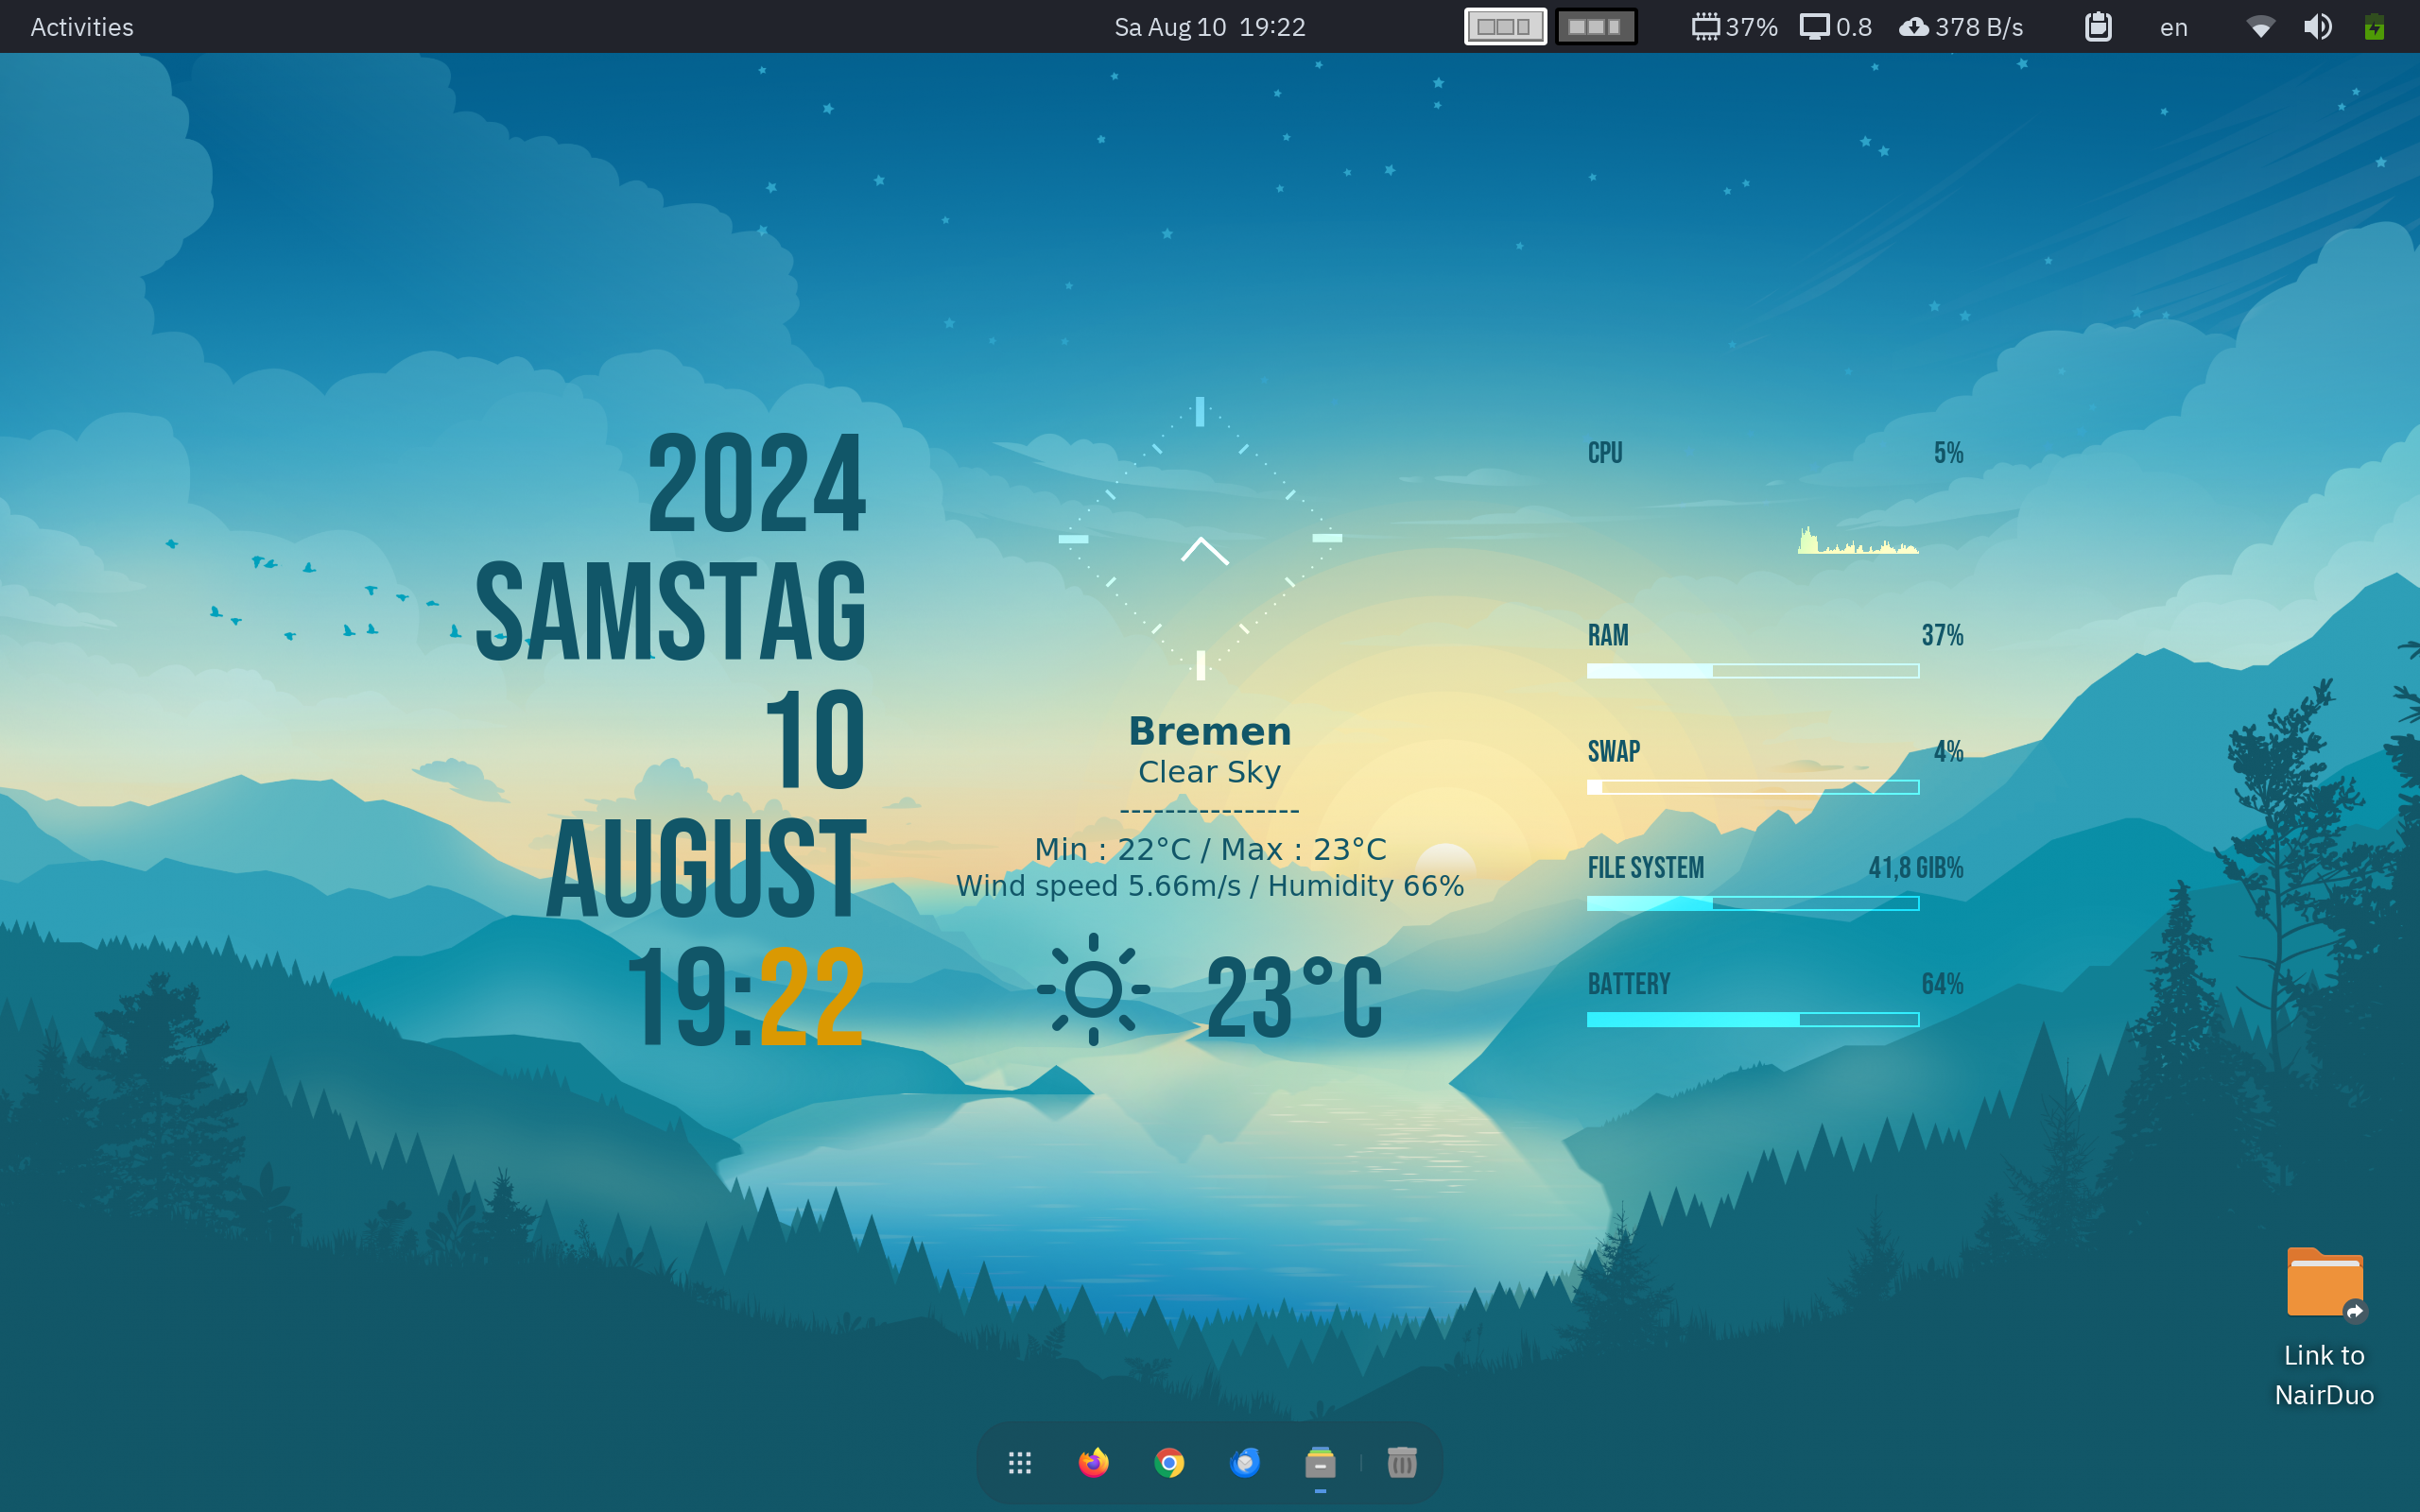 Activities
Sa Aug 10 19:22
37%
0.8
378 B/s
en
2024
SAMSTAG
10
AUGUST
19:22
Bremen
Clear Sky
----------------
Min : 22°C / Max : 23°C
Wind speed 5.66m/s / Humidity 66%
23°C
CPU 5%
RAM 37%
SWAP 4%
FILE SYSTEM 41,8 GIB%
BATTERY 64%
Link to
NairDuo